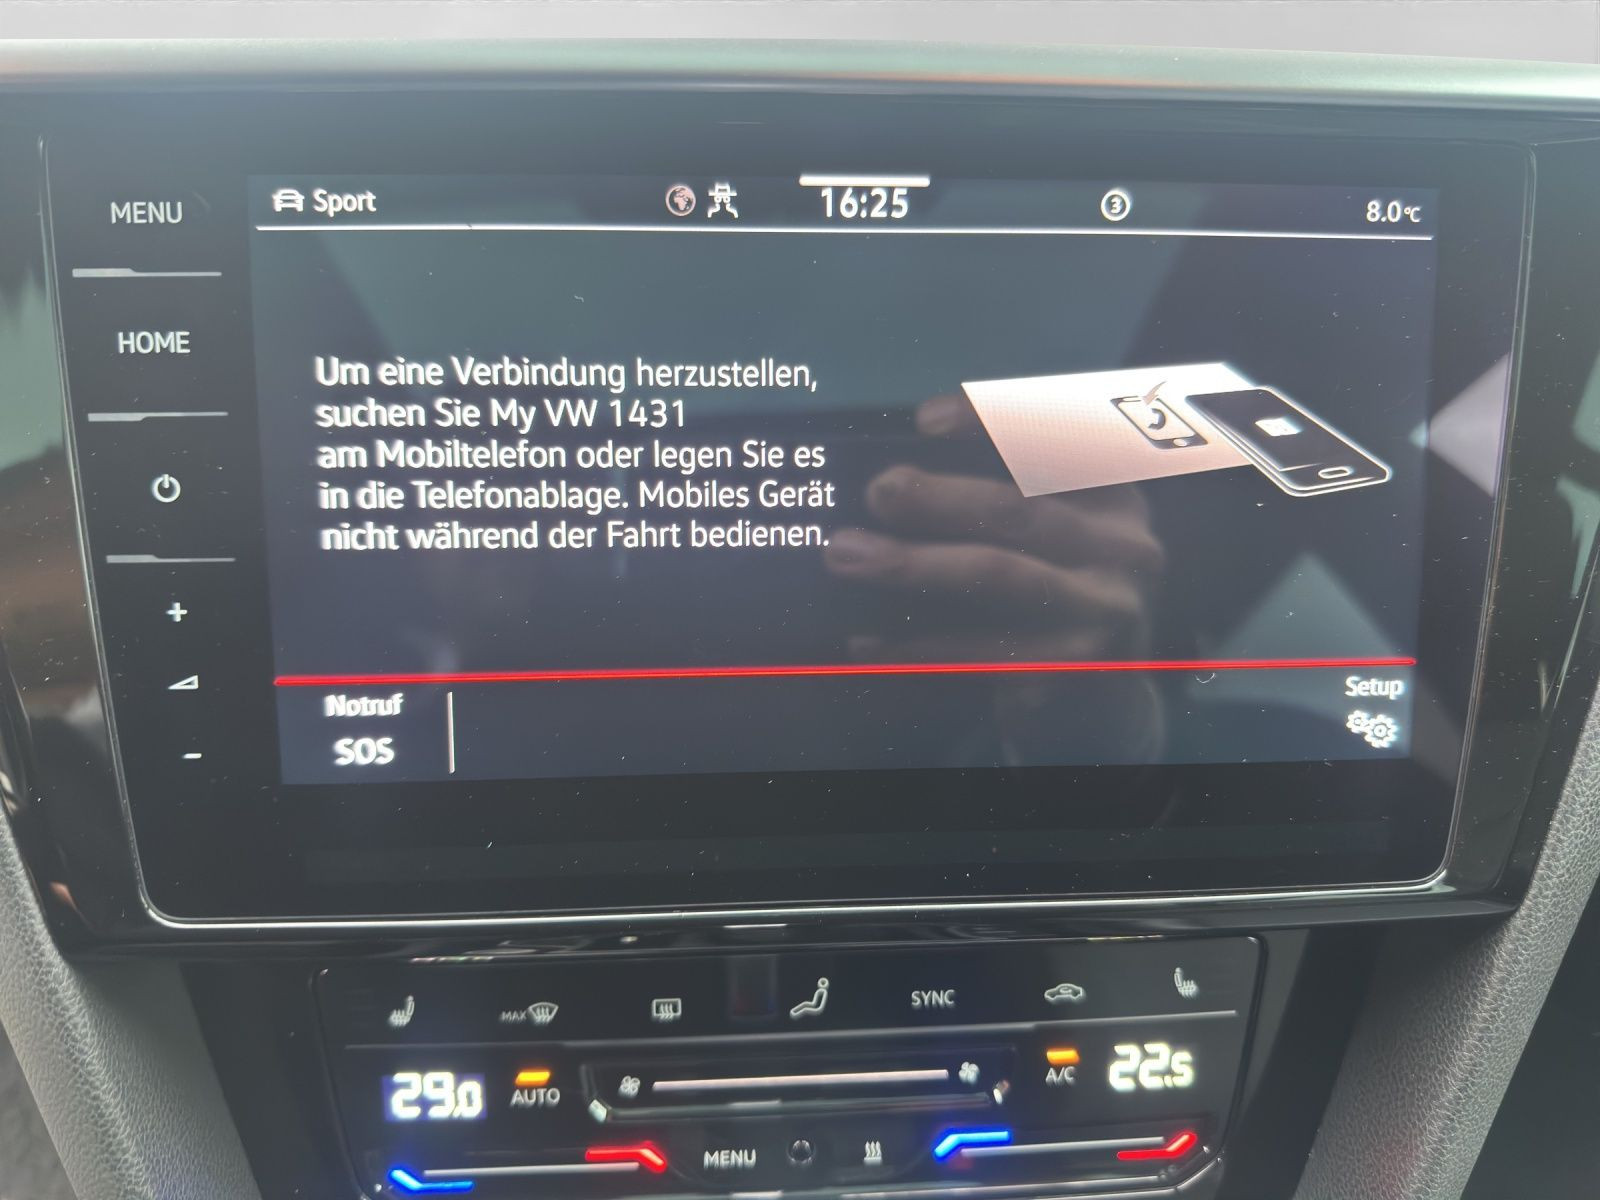 MENU
HOME
+
-
Sport
16:25
3
8.0°C
Um eine Verbindung herzustellen,
suchen Sie My VW 1431
am Mobiltelefon oder legen Sie es
in die Telefonablage. Mobiles Gerät
nicht während der Fahrt bedienen.
Notruf
SOS
Setup
MAX
SYNC
29.0
AUTO
A/C
22.5
MENU